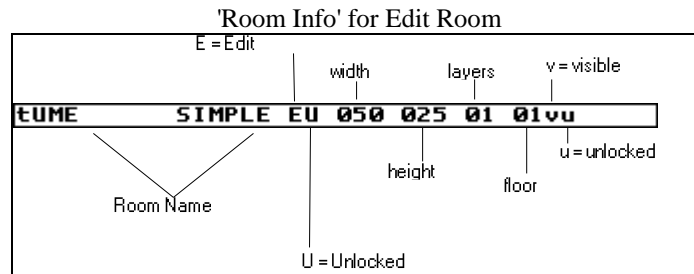 'Room Info' for Edit Room
E = Edit
width
layers
v = visible
tUME SIMPLE EU 050 025 01 01vu
u = unlocked
height
floor
Room Name
U = Unlocked